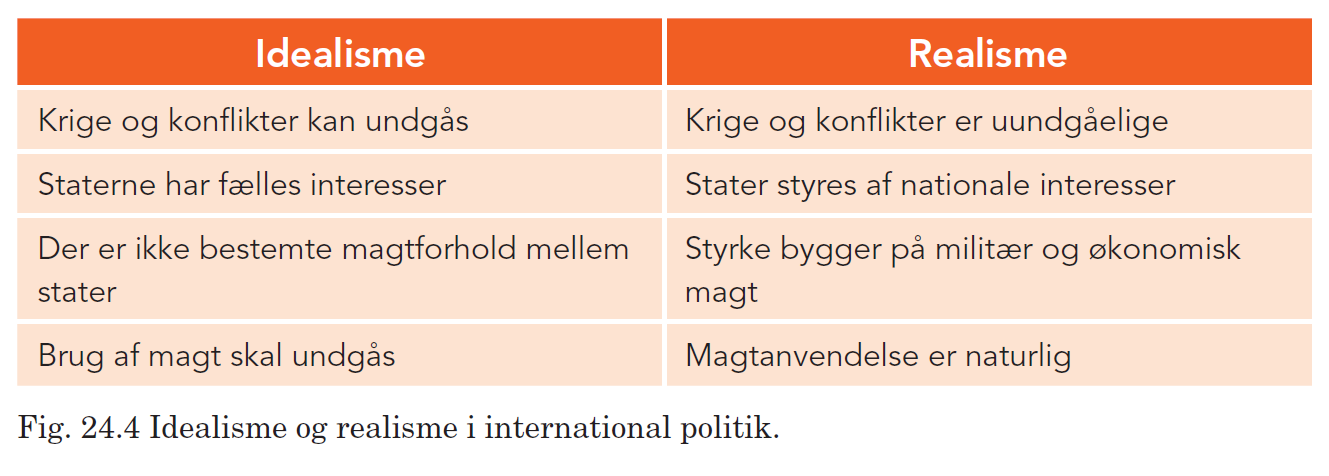 Idealisme
Realisme
Krige og konflikter kan undgås
Krige og konflikter er uundgåelige
Staterne har fælles interesser
Stater styres af nationale interesser
Der er ikke bestemte magtforhold mellem
stater
Styrke bygger på militær og økonomisk
magt
Brug af magt skal undgås
Magtanvendelse er naturlig
Fig. 24.4 Idealisme og realisme i international politik.